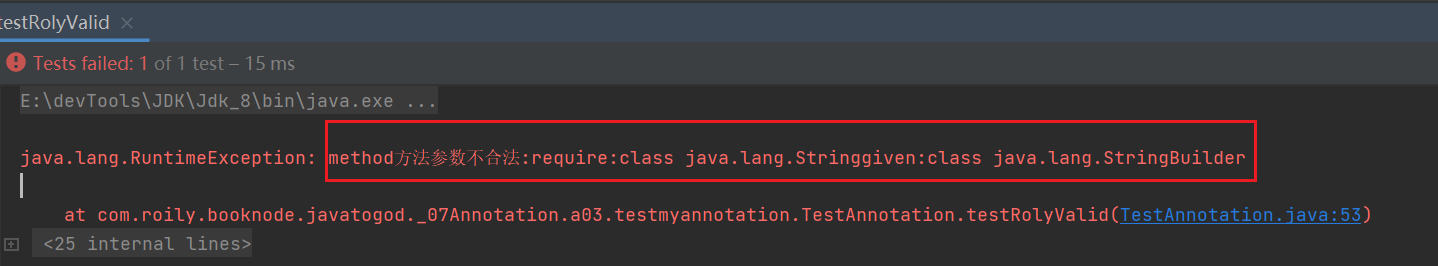 testRolyValid ×
Tests failed: 1 of 1 test – 15 ms
E:\devTools\JDK\Jdk_8\bin\java.exe ...
java.lang.RuntimeException: method方法参数不合法:require:class java.lang.Stringgiven:class java.lang.StringBuilder
at com.roily.booknode.javatogod._07Annotation.a03.testmyannotation.TestAnnotation.testRolyValid(TestAnnotation.java:53)
<25 internal lines>